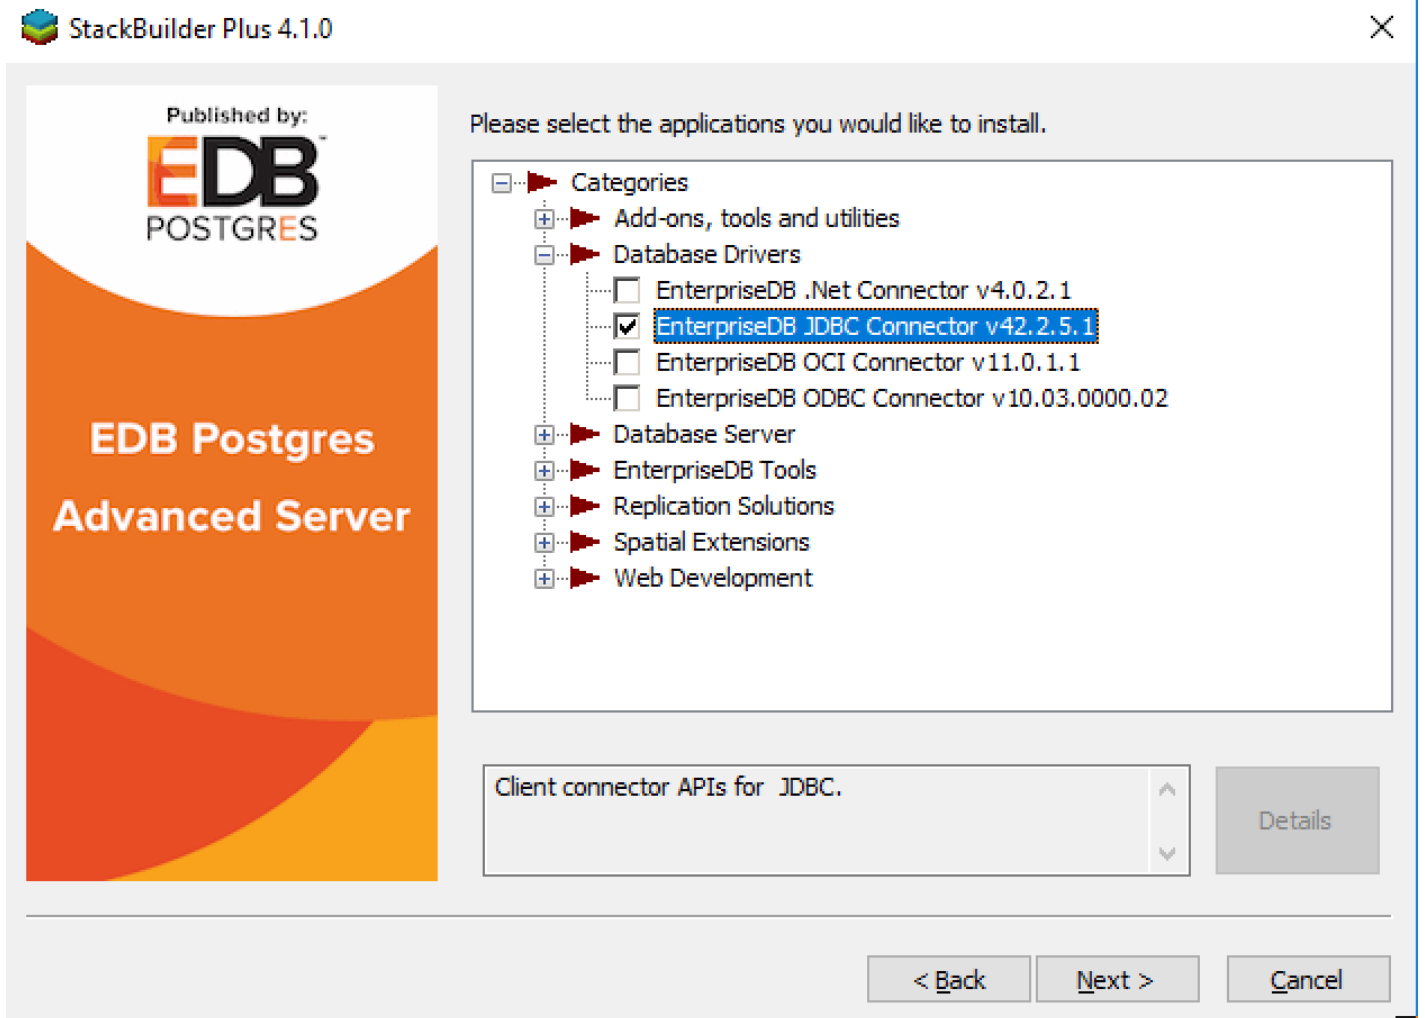 StackBuilder Plus 4.1.0
Published by:
EDB
POSTGRES
EDB Postgres
Advanced Server
Please select the applications you would like to install.
Categories
Add-ons, tools and utilities
Database Drivers
EnterpriseDB .Net Connector v4.0.2.1
EnterpriseDB JDBC Connector v42.2.5.1
EnterpriseDB OCI Connector v11.0.1.1
EnterpriseDB ODBC Connector v10.03.0000.02
Database Server
EnterpriseDB Tools
Replication Solutions
Spatial Extensions
Web Development
Client connector APIs for  JDBC.
Details
< Back
Next >
Cancel